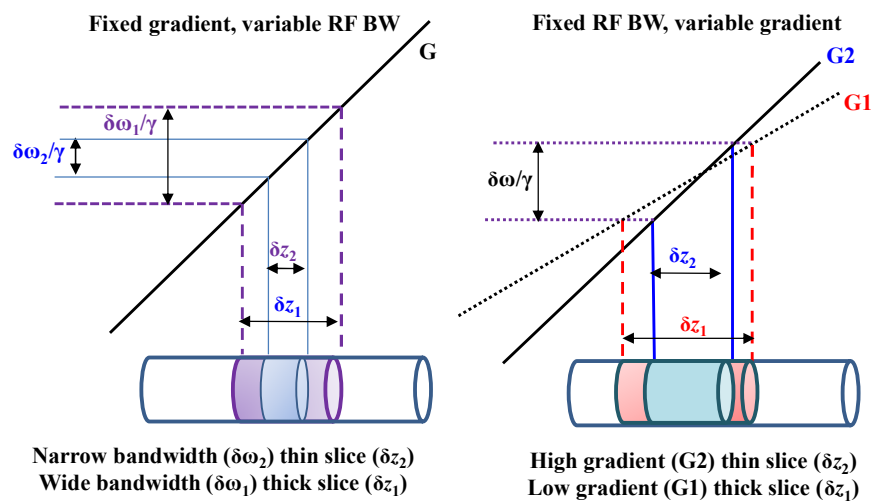 Fixed gradient, variable RF BW
G
δω₁/γ
δω₂/γ
δz₂
δz₁
Narrow bandwidth (δω₂) thin slice (δz₂)
Wide bandwidth (δω₁) thick slice (δz₁)
Fixed RF BW, variable gradient
G2
G1
δω/γ
δz₂
δz₁
High gradient (G2) thin slice (δz₂)
Low gradient (G1) thick slice (δz₁)